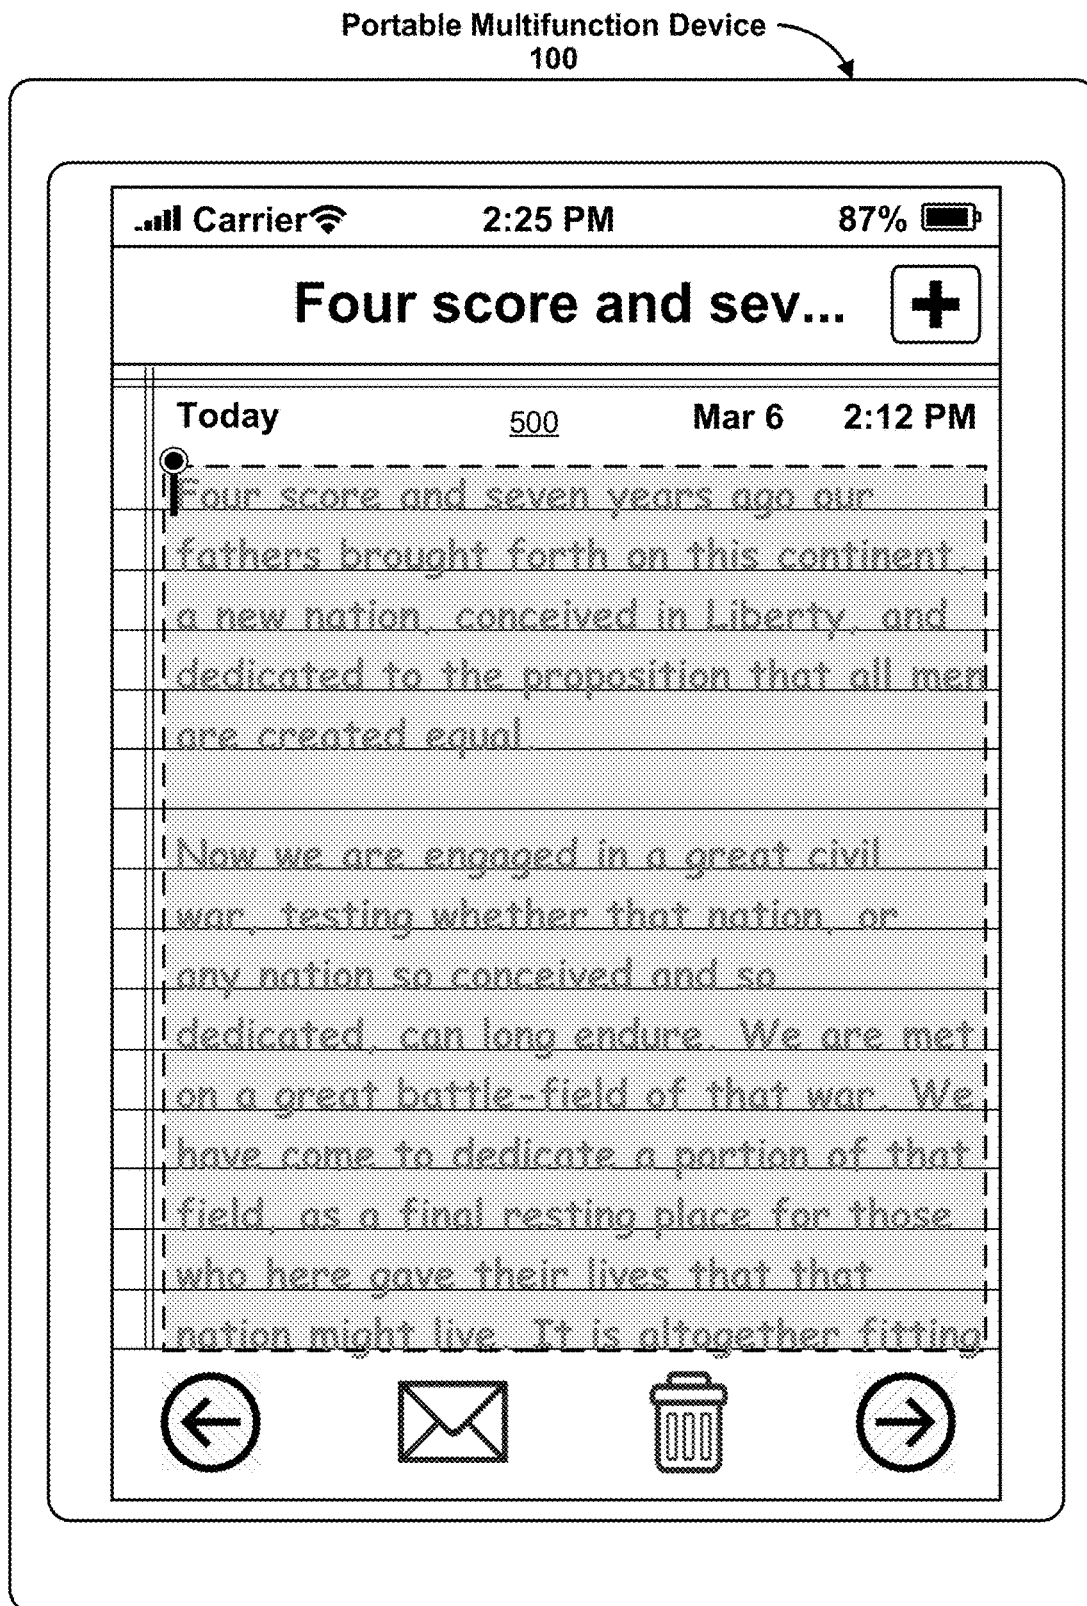 Portable Multifunction Device
100
Carrier 2:25 PM 87%
Four score and sev...
Today 500 Mar 6 2:12 PM
Four score and seven years ago our
fathers brought forth on this continent,
a new nation, conceived in Liberty, and
dedicated to the proposition that all men
are created equal.
Now we are engaged in a great civil
war, testing whether that nation, or
any nation so conceived and so
dedicated, can long endure. We are met
on a great battle-field of that war. We
have come to dedicate a portion of that
field, as a final resting place for those
who here gave their lives that that
nation might live. It is altogether fitting